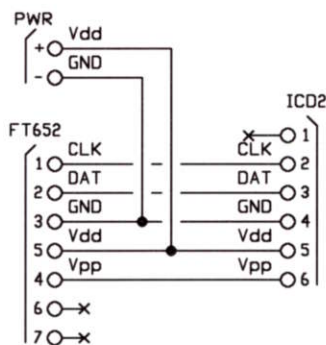 PWR
+ Vdd
- GND
FT652 ICD2
1
1 CLK CLK 2
2 DAT DAT 3
3 GND GND 4
5 Vdd Vdd 5
4 Vpp Vpp 6
6
7